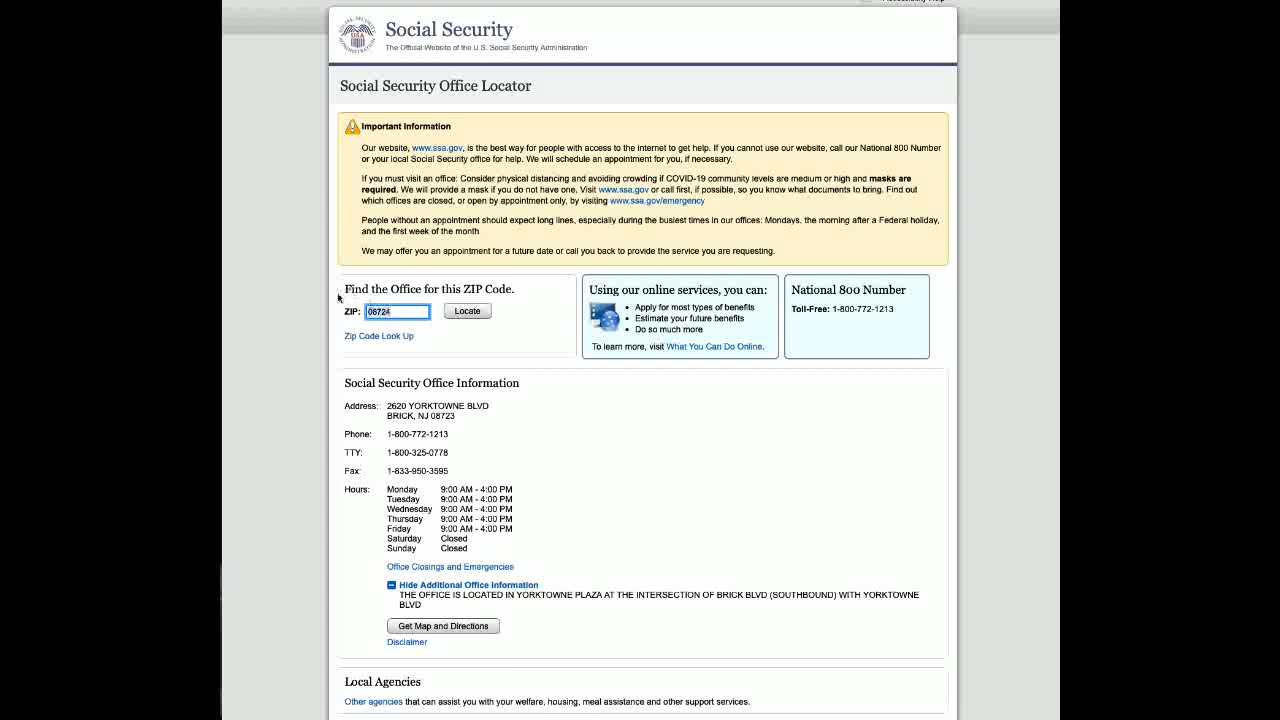 Social Security
The Official Website of the U.S. Social Security Administration
Social Security Office Locator
Important Information
Our website, www.ssa.gov, is the best way for people with access to the internet to get help. If you cannot use our website, call our National 800 Number
or your local Social Security office for help. We will schedule an appointment for you, if necessary.
If you must visit an office: Consider physical distancing and avoiding crowding if COVID-19 community levels are medium or high and masks are
required. We will provide a mask if you do not have one. Visit www.ssa.gov or call first, if possible, so you know what documents to bring. Find out
which offices are closed, or open by appointment only, by visiting www.ssa.gov/emergency
People without an appointment should expect long lines, especially during the busiest times in our offices: Mondays, the morning after a Federal holiday,
and the first week of the month
We may offer you an appointment for a future date or call you back to provide the service you are requesting.
Find the Office for this ZIP Code.
ZIP: 08724 Locate
Zip Code Look Up
Using our online services, you can:
• Apply for most types of benefits
• Estimate your future benefits
• Do so much more
To learn more, visit What You Can Do Online.
National 800 Number
Toll-Free: 1-800-772-1213
Social Security Office Information
Address: 2620 YORKTOWNE BLVD
BRICK, NJ 08723
Phone: 1-800-772-1213
TTY: 1-800-325-0778
Fax: 1-833-950-3595
Hours: Monday 9:00 AM - 4:00 PM
Tuesday 9:00 AM - 4:00 PM
Wednesday 9:00 AM - 4:00 PM
Thursday 9:00 AM - 4:00 PM
Friday 9:00 AM - 4:00 PM
Saturday Closed
Sunday Closed
Office Closings and Emergencies
Hide Additional Office Information
THE OFFICE IS LOCATED IN YORKTOWNE PLAZA AT THE INTERSECTION OF BRICK BLVD (SOUTHBOUND) WITH YORKTOWNE
BLVD
Get Map and Directions
Disclaimer
Local Agencies
Other agencies that can assist you with your welfare, housing, meal assistance and other support services.